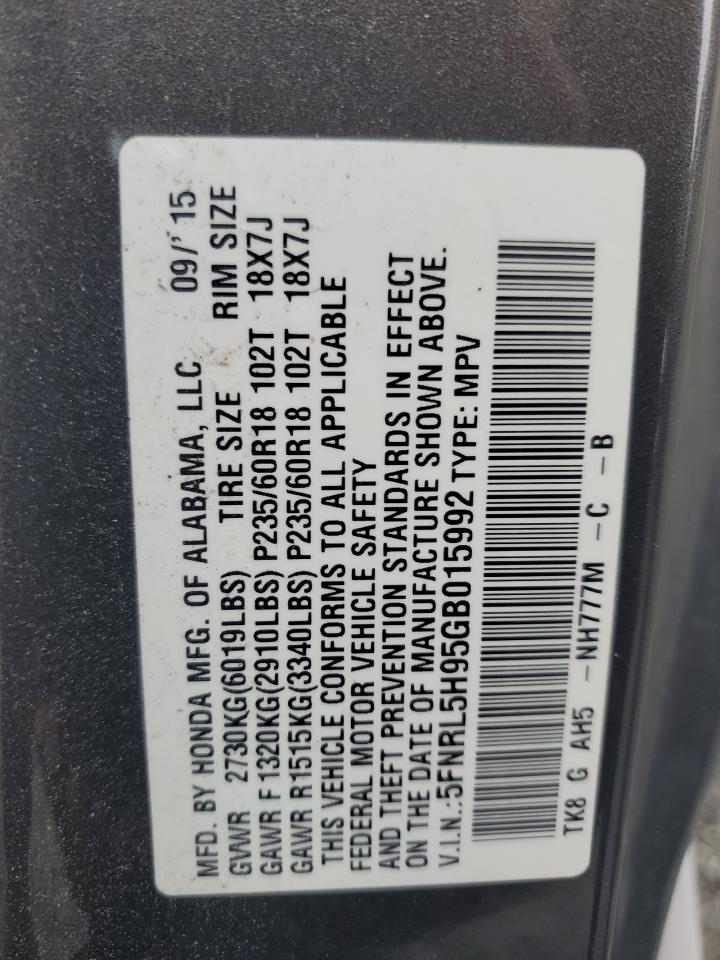 MFD. BY HONDA MFG. OF ALABAMA, LLC 09/'15
GVWR 2730KG(6019LBS) TIRE SIZE RIM SIZE
GAWR F 1320KG(2910LBS) P235/60R18 102T 18X7J
GAWR R1515KG(3340LBS) P235/60R18 102T 18X7J
THIS VEHICLE CONFORMS TO ALL APPLICABLE
FEDERAL MOTOR VEHICLE SAFETY
AND THEFT PREVENTION STANDARDS IN EFFECT
ON THE DATE OF MANUFACTURE SHOWN ABOVE.
V.I.N.:5FNRL5H95GB015992 TYPE: MPV
TK8 G AH5 -NH777M -C -B